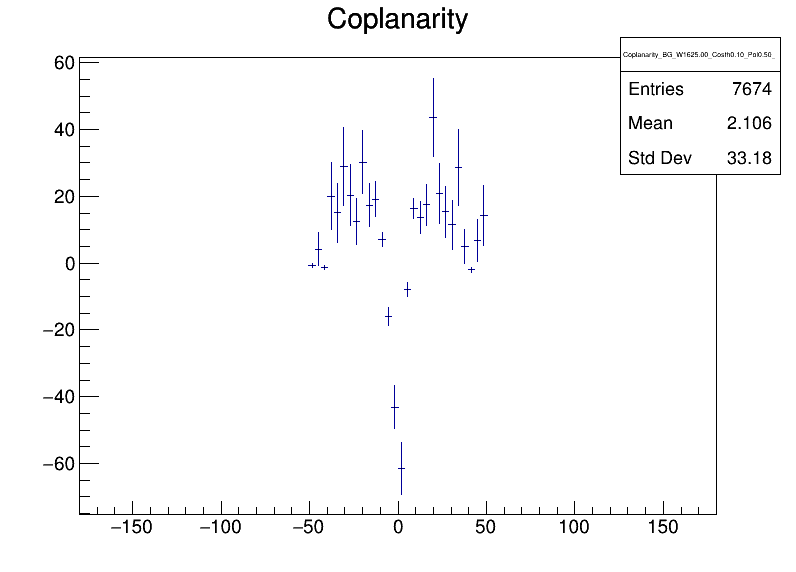 Coplanarity
Coplanarity_BG_W1625.00_Costh0.10_Pol0.50_
Entries 7674
Mean 2.106
Std Dev 33.18
60
40
20
0
−20
−40
−60
−150 −100 −50 0 50 100 150